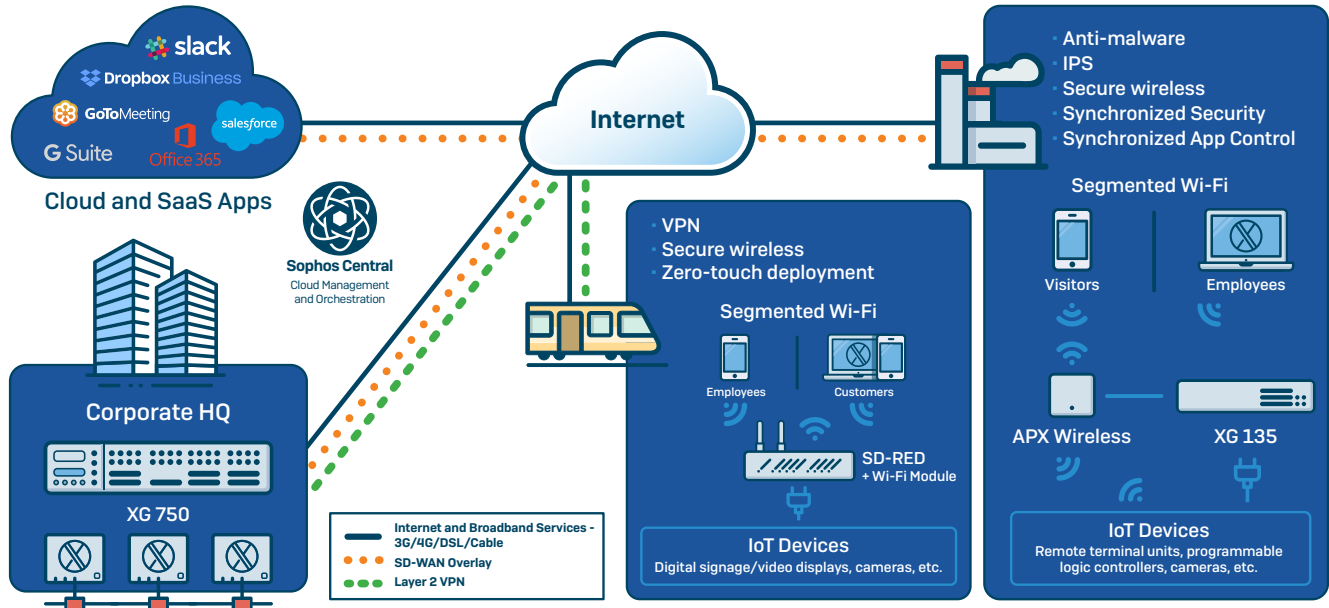 slack
Dropbox Business
GoToMeeting
salesforce
G Suite
Office 365
Cloud and SaaS Apps
Sophos Central
Cloud Management
and Orchestration
Corporate HQ
XG 750
Internet
Internet and Broadband Services -
3G/4G/DSL/Cable
SD-WAN Overlay
Layer 2 VPN
· VPN
· Secure wireless
· Zero-touch deployment
Segmented Wi-Fi
Employees
Customers
SD-RED
+ Wi-Fi Module
IoT Devices
Digital signage/video displays, cameras, etc.
· Anti-malware
· IPS
· Secure wireless
· Synchronized Security
· Synchronized App Control
Segmented Wi-Fi
Visitors
Employees
APX Wireless
XG 135
IoT Devices
Remote terminal units, programmable
logic controllers, cameras, etc.